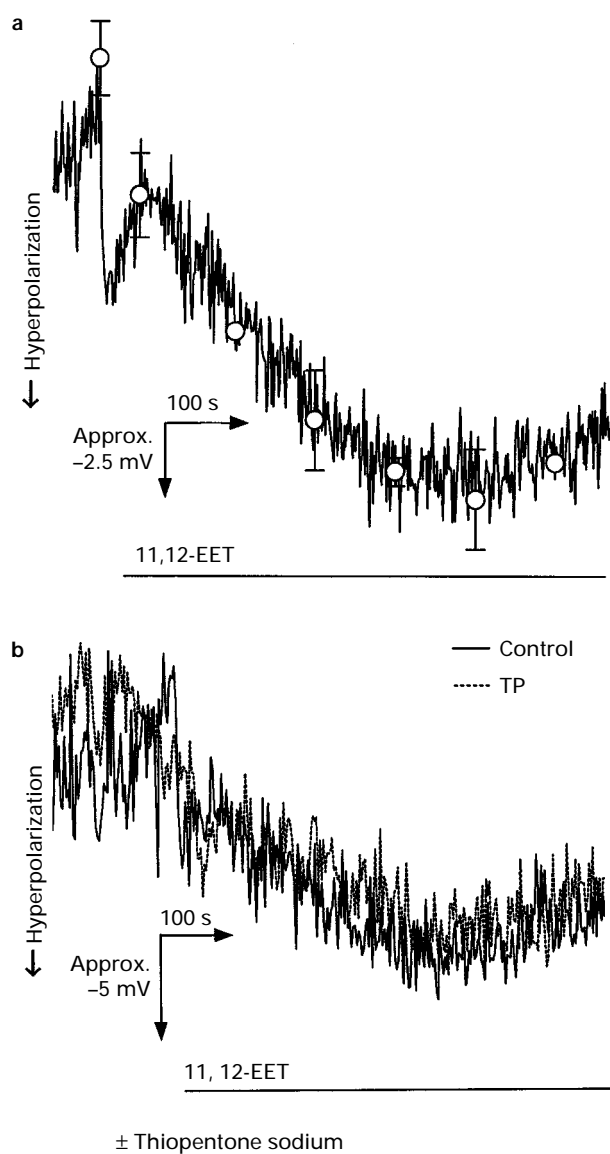 a
← Hyperpolarization
100 s
Approx.
–2.5 mV
11,12-EET
b
Control
TP
← Hyperpolarization
100 s
Approx.
–5 mV
11, 12-EET
± Thiopentone sodium